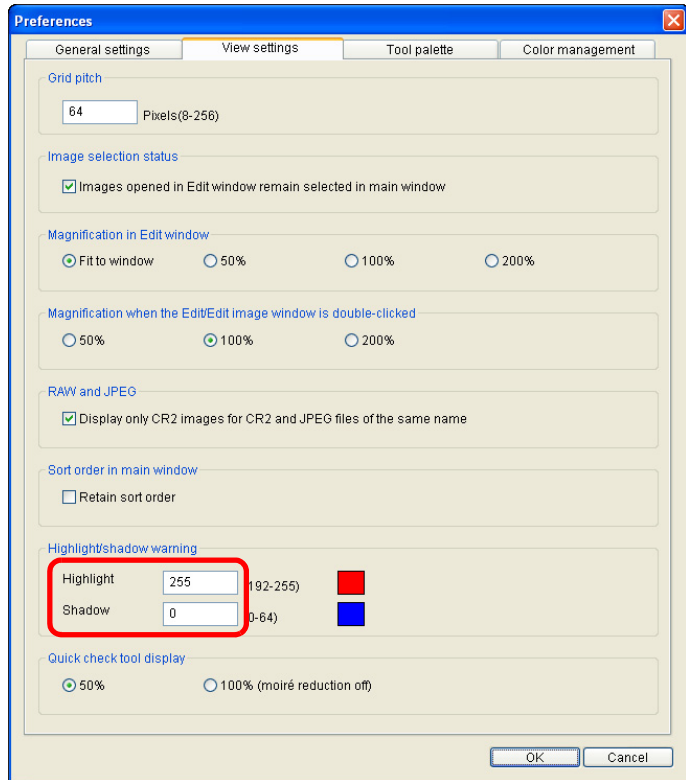 Preferences
General settings View settings Tool palette Color management
Grid pitch
64 Pixels(8-256)
Image selection status
Images opened in Edit window remain selected in main window
Magnification in Edit window
Fit to window 50% 100% 200%
Magnification when the Edit/Edit image window is double-clicked
50% 100% 200%
RAW and JPEG
Display only CR2 images for CR2 and JPEG files of the same name
Sort order in main window
Retain sort order
Highlight/shadow warning
Highlight 255 192-255)
Shadow 0 0-64)
Quick check tool display
50% 100% (moiré reduction off)
OK Cancel